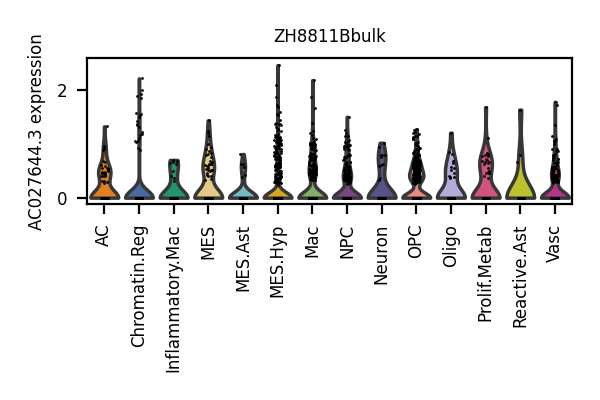 ZH8811Bbulk
AC027644.3 expression
2
0
AC
Chromatin.Reg
Inflammatory.Mac
MES
MES.Ast
MES.Hyp
Mac
NPC
Neuron
OPC
Oligo
Prolif.Metab
Reactive.Ast
Vasc